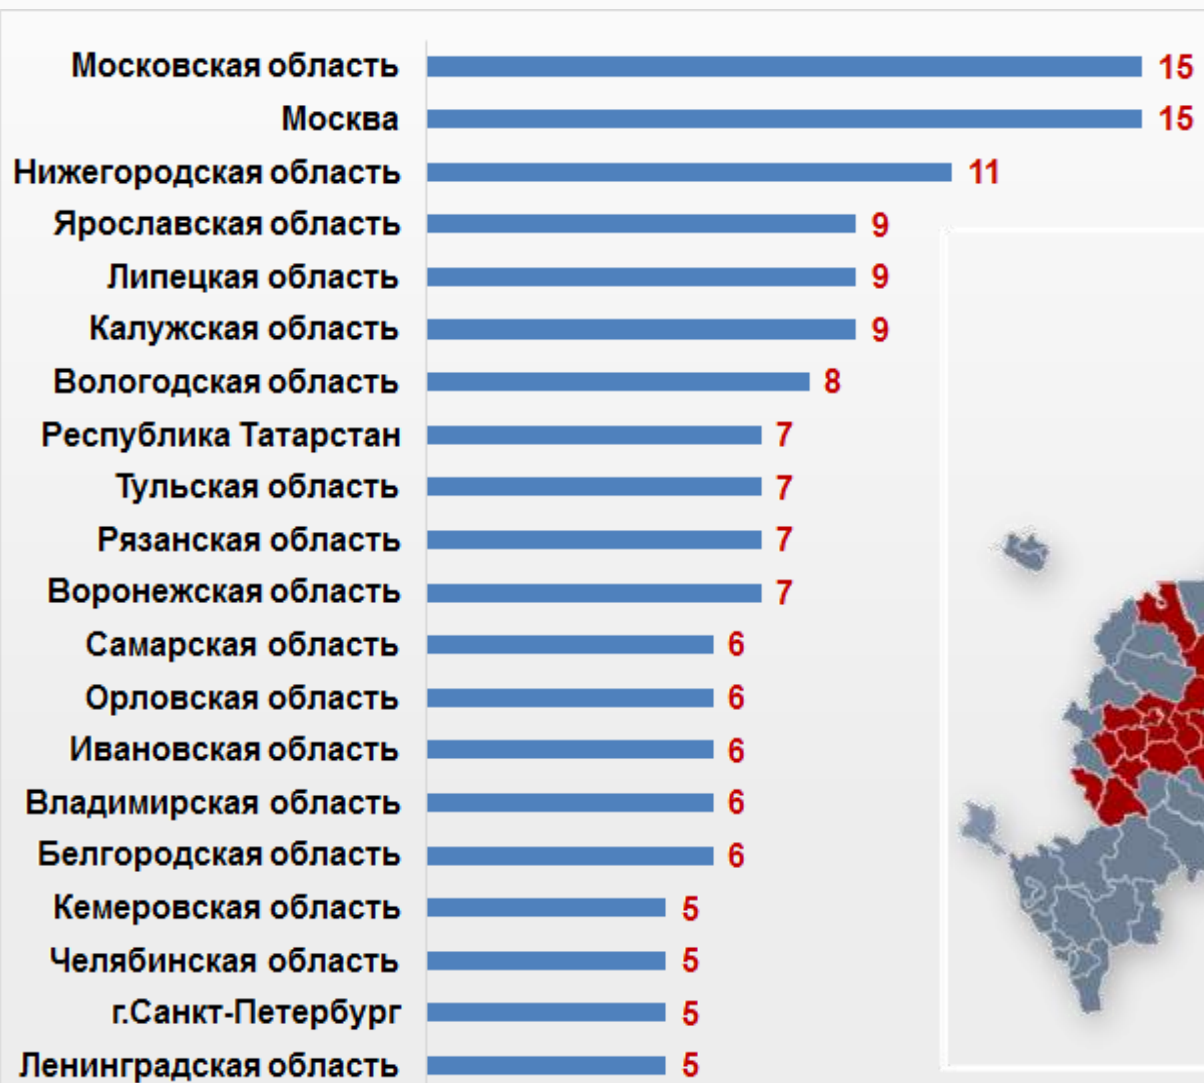 Московская область 15
Москва 15
Нижегородская область 11
Ярославская область 9
Липецкая область 9
Калужская область 9
Вологодская область 8
Республика Татарстан 7
Тульская область 7
Рязанская область 7
Воронежская область 7
Самарская область 6
Орловская область 6
Ивановская область 6
Владимирская область 6
Белгородская область 6
Кемеровская область 5
Челябинская область 5
г.Санкт-Петербург 5
Ленинградская область 5